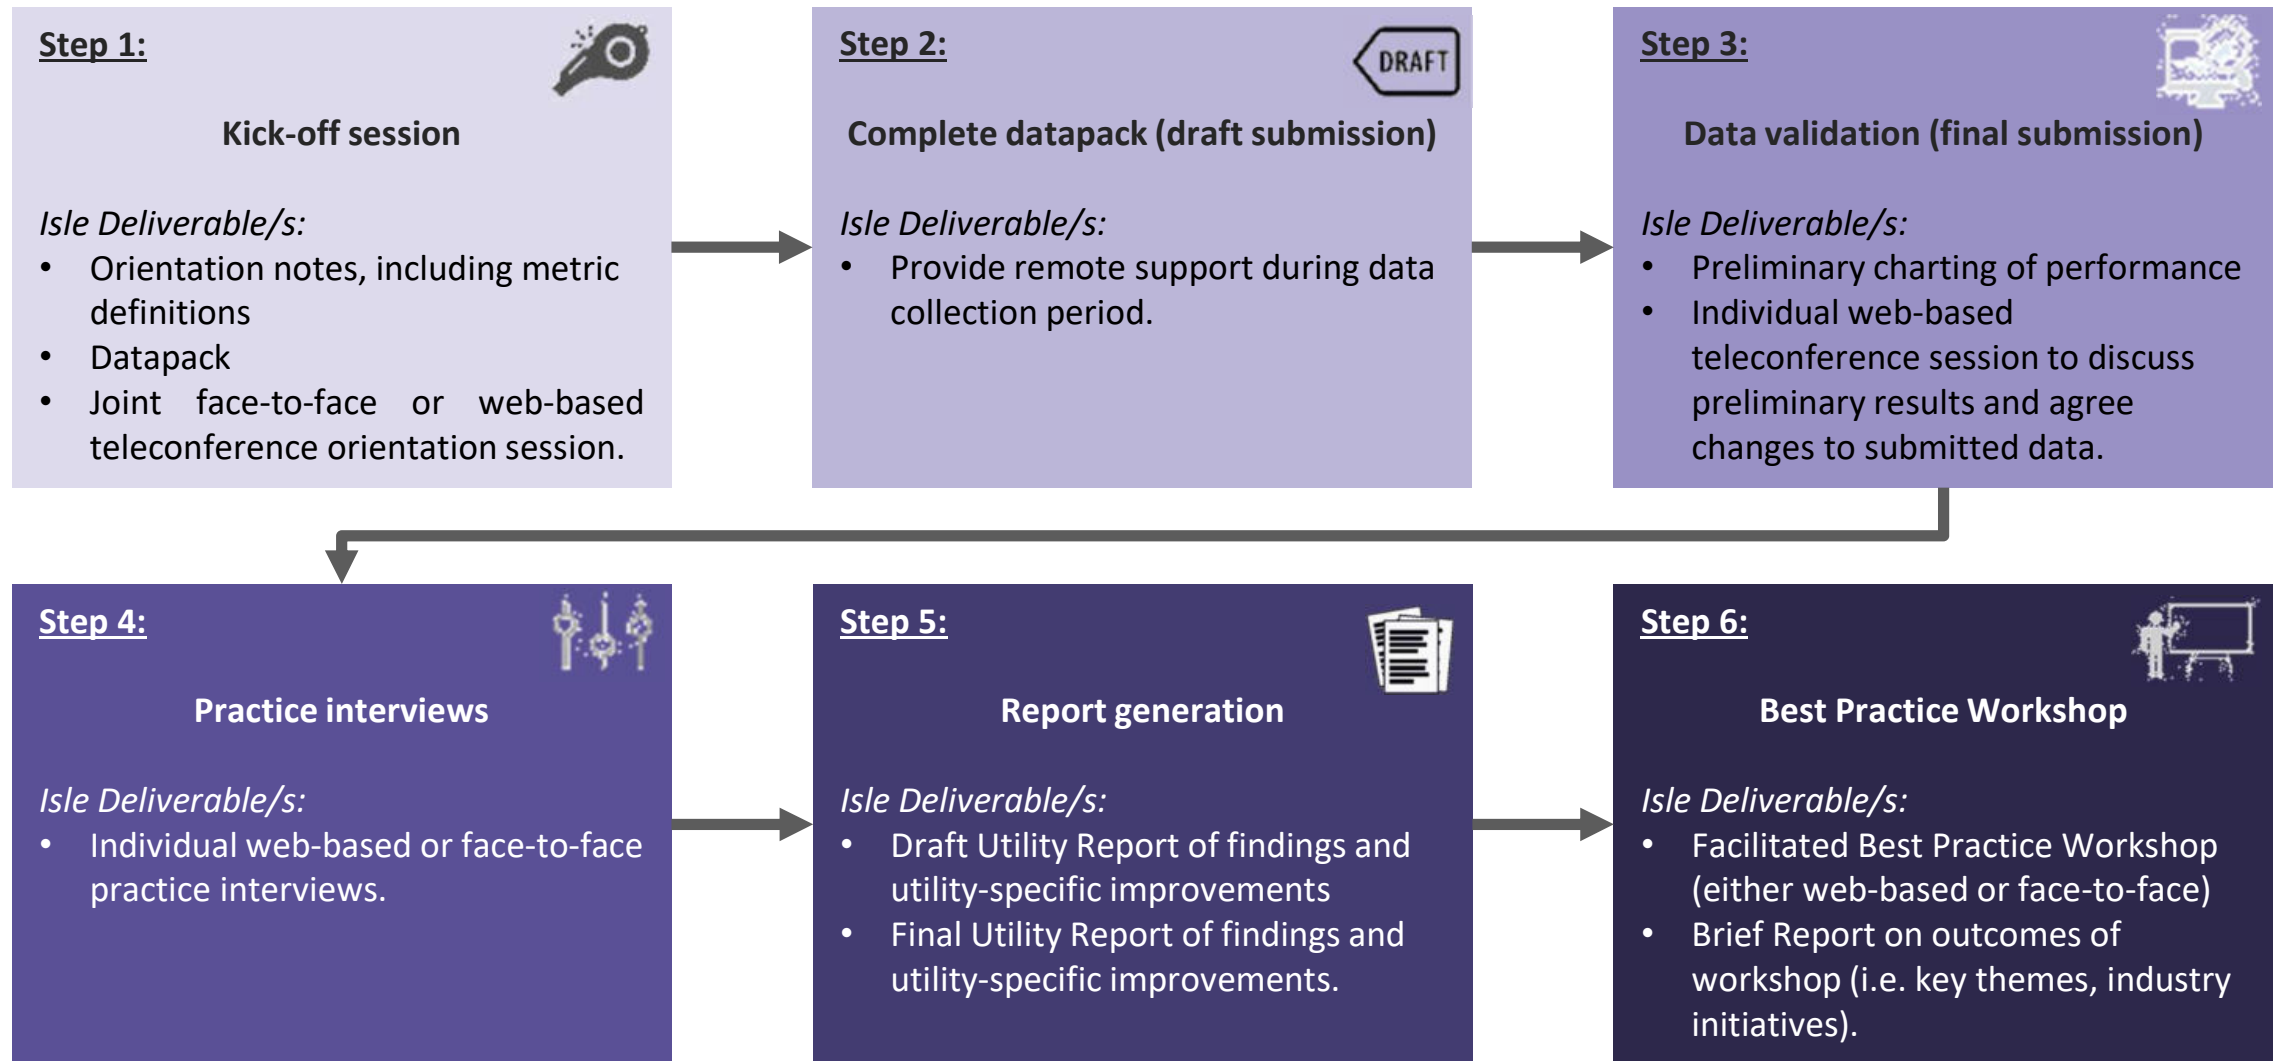 Step 1:
Kick-off session
Isle Deliverable/s:
• Orientation notes, including metric
definitions
• Datapack
• Joint face-to-face or web-based
teleconference orientation session.
Step 2:
DRAFT
Complete datapack (draft submission)
Isle Deliverable/s:
• Provide remote support during data
collection period.
Step 3:
Data validation (final submission)
Isle Deliverable/s:
• Preliminary charting of performance
• Individual web-based
teleconference session to discuss
preliminary results and agree
changes to submitted data.
Step 4:
Practice interviews
Isle Deliverable/s:
• Individual web-based or face-to-face
practice interviews.
Step 5:
Report generation
Isle Deliverable/s:
• Draft Utility Report of findings and
utility-specific improvements
• Final Utility Report of findings and
utility-specific improvements.
Step 6:
Best Practice Workshop
Isle Deliverable/s:
• Facilitated Best Practice Workshop
(either web-based or face-to-face)
• Brief Report on outcomes of
workshop (i.e. key themes, industry
initiatives).